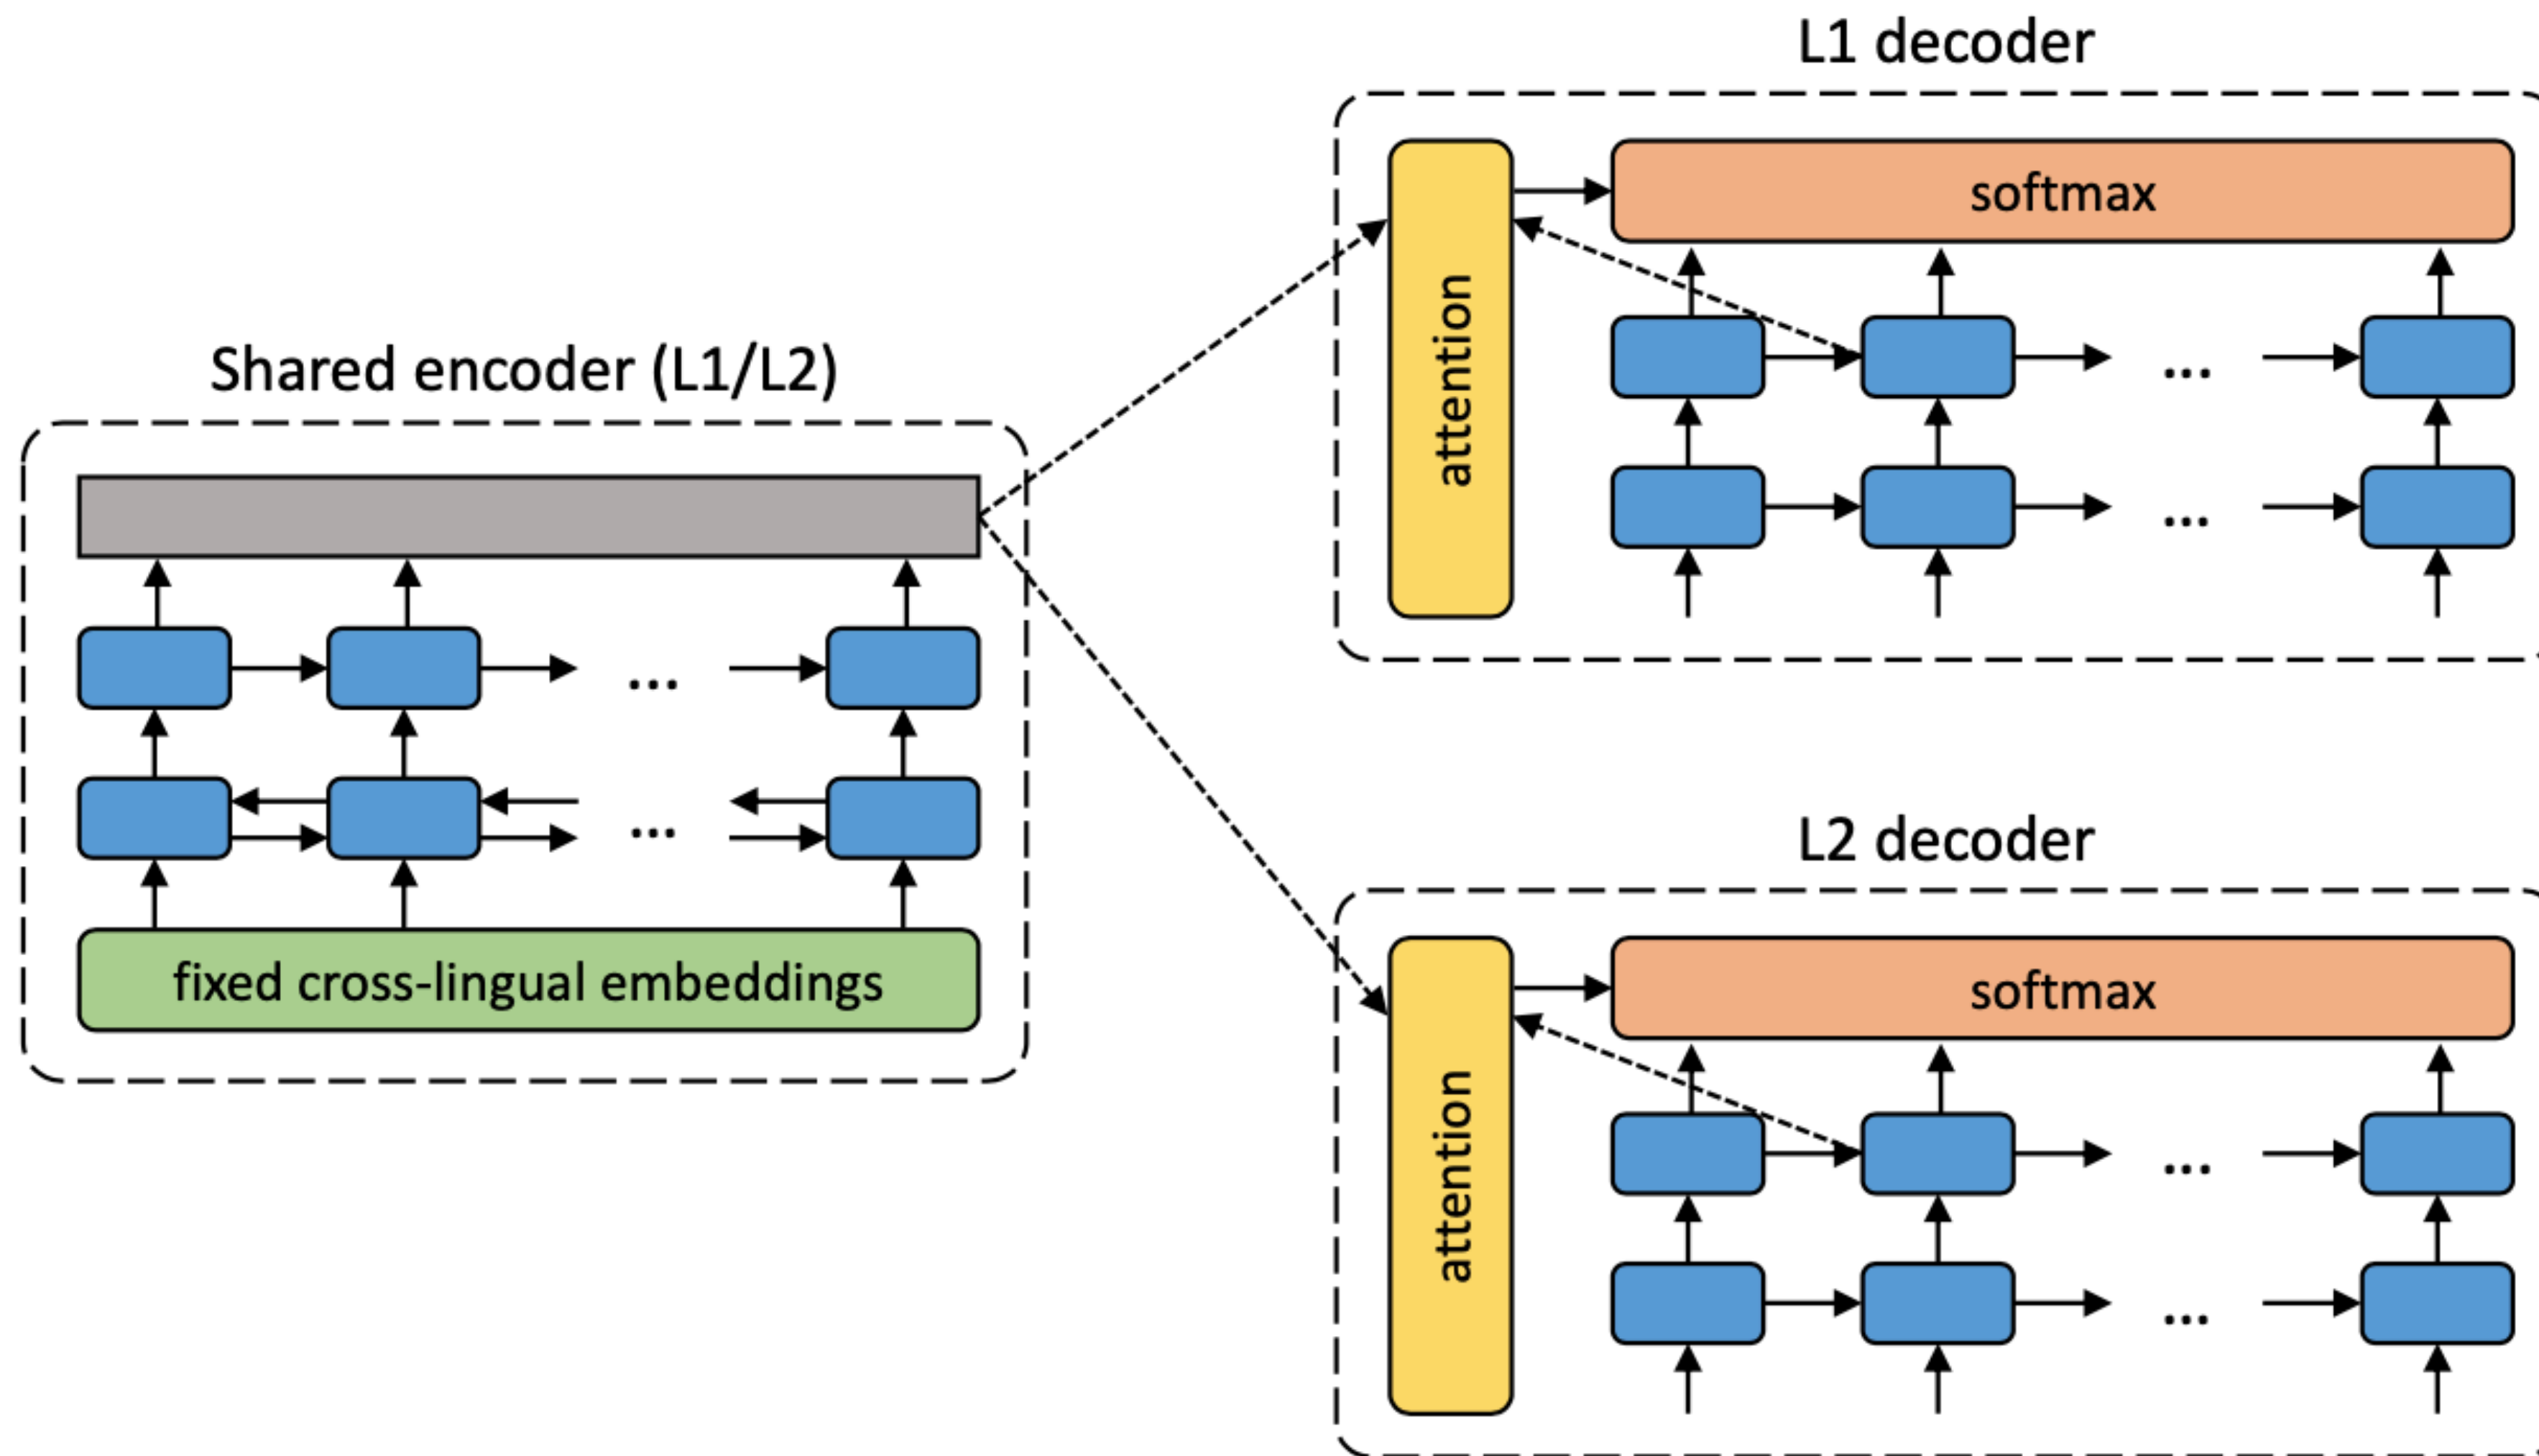 Shared encoder (L1/L2)
...
...
fixed cross-lingual embeddings
L1 decoder
attention
softmax
...
...
L2 decoder
attention
softmax
...
...